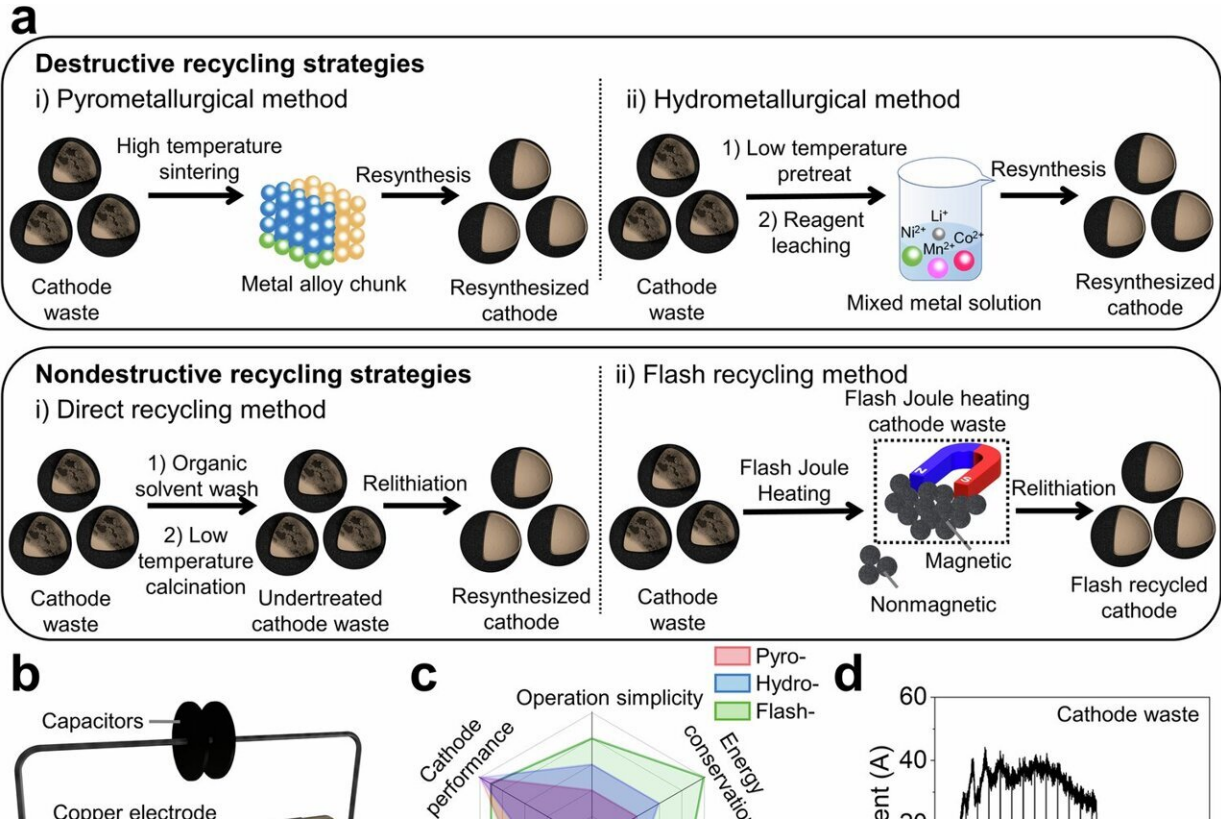 a
Destructive recycling strategies
i) Pyrometallurgical method
High temperature
sintering
Resynthesis
Cathode
waste
Metal alloy chunk
Resynthesized
cathode
ii) Hydrometallurgical method
1) Low temperature
pretreat
2) Reagent
leaching
Resynthesis
Li⁺
Ni²⁺
Mn²⁺
Co²⁺
Cathode
waste
Mixed metal solution
Resynthesized
cathode
Nondestructive recycling strategies
i) Direct recycling method
1) Organic
solvent wash
2) Low
temperature
calcination
Relithiation
Cathode
waste
Undertreated
cathode waste
Resynthesized
cathode
ii) Flash recycling method
Flash Joule heating
cathode waste
Flash Joule
Heating
N
S
Relithiation
Magnetic
Nonmagnetic
Cathode
waste
Flash recycled
cathode
b
Capacitors
Copper electrode
c
Pyro-
Hydro-
Flash-
Operation simplicity
Cathode
performance
Energy
d
60
Cathode waste
40
(A)